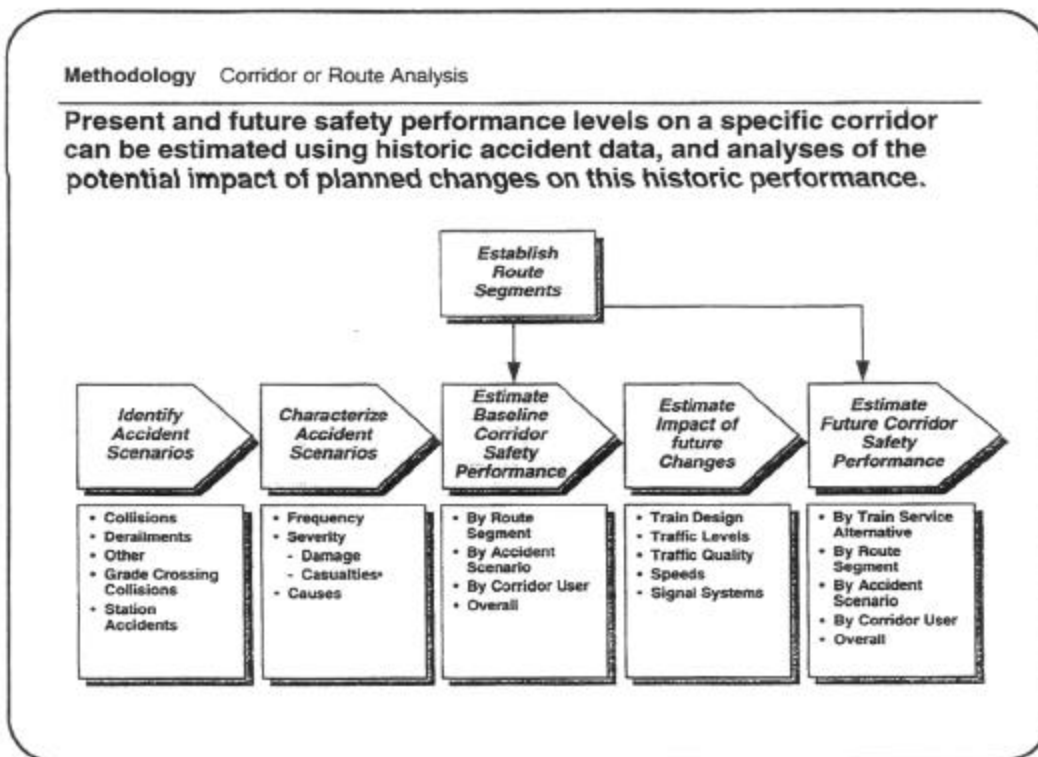 Methodology Corridor or Route Analysis
Present and future safety performance levels on a specific corridor
can be estimated using historic accident data, and analyses of the
potential impact of planned changes on this historic performance.
Establish
Route
Segments
Identify
Accident
Scenarios
Characterize
Accident
Scenarios
Estimate
Baseline
Corridor
Safety
Performance
Estimate
Impact of
future
Changes
Estimate
Future Corridor
Safety
Performance
• Collisions
• Derailments
• Other
• Grade Crossing
Collisions
• Station
Accidents
• Frequency
• Severity
- Damage
- Casualties
• Causes
• By Route
Segment
• By Accident
Scenario
• By Corridor User
• Overall
• Train Design
• Traffic Levels
• Traffic Quality
• Speeds
• Signal Systems
• By Train Service
Alternative
• By Route
Segment
• By Accident
Scenario
• By Corridor User
• Overall